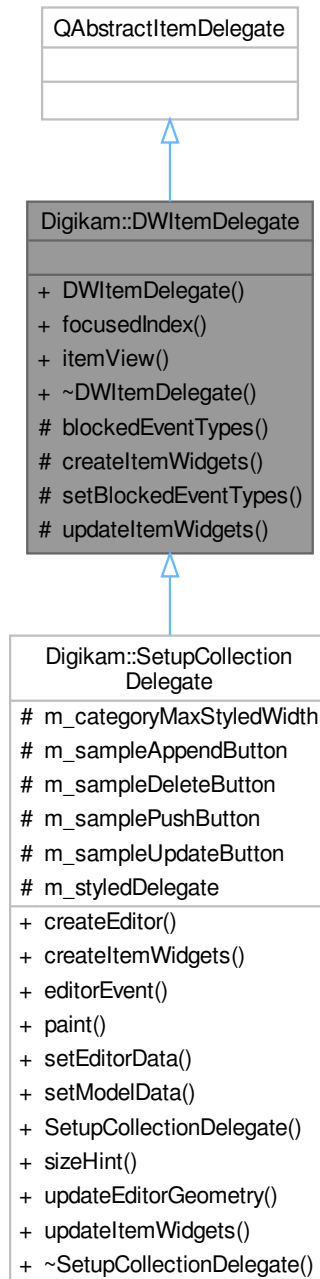 QAbstractItemDelegate
Digikam::DWItemDelegate
+ DWItemDelegate()
+ focusedIndex()
+ itemView()
+ ~DWItemDelegate()
# blockedEventTypes()
# createItemWidgets()
# setBlockedEventTypes()
# updateItemWidgets()
Digikam::SetupCollection
Delegate
# m_categoryMaxStyledWidth
# m_sampleAppendButton
# m_sampleDeleteButton
# m_samplePushButton
# m_sampleUpdateButton
# m_styledDelegate
+ createEditor()
+ createItemWidgets()
+ editorEvent()
+ paint()
+ setEditorData()
+ setModelData()
+ SetupCollectionDelegate()
+ sizeHint()
+ updateEditorGeometry()
+ updateItemWidgets()
+ ~SetupCollectionDelegate()